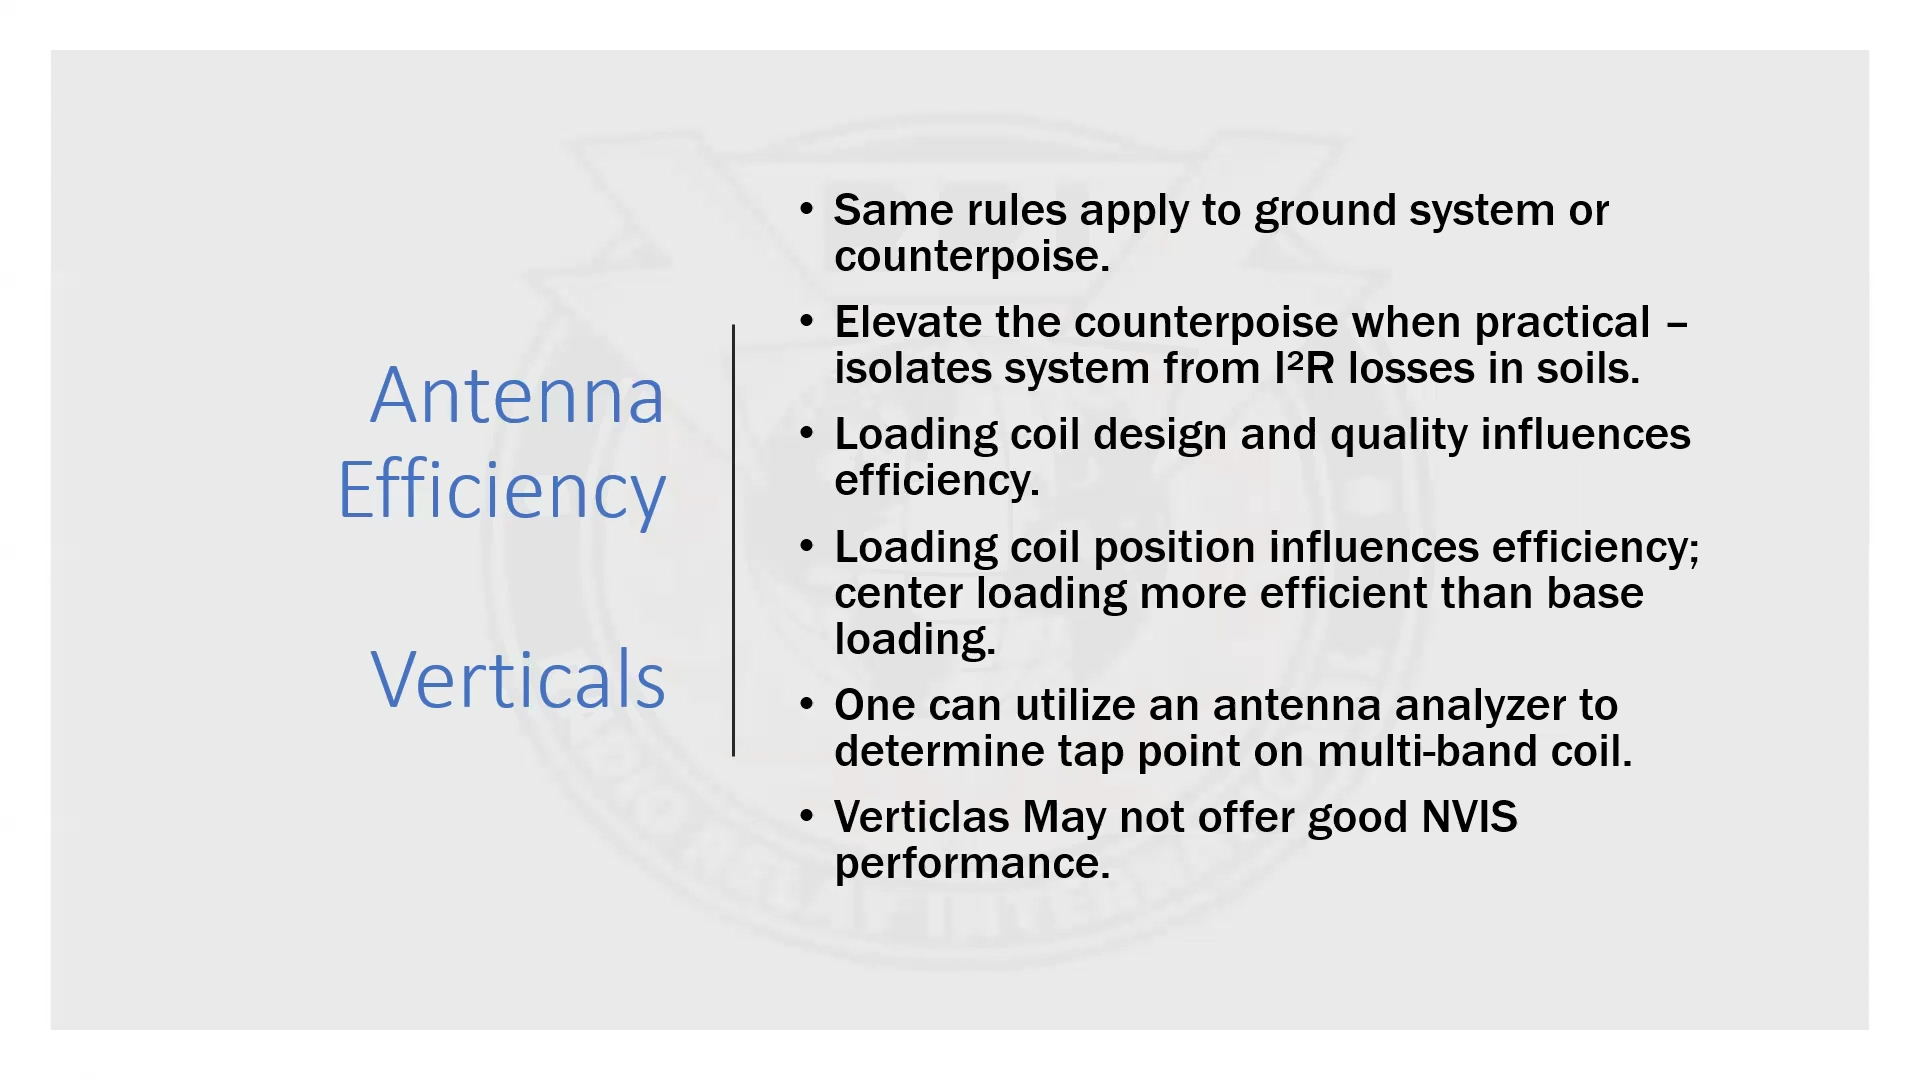 Antenna
Efficiency
Verticals
• Same rules apply to ground system or
counterpoise.
• Elevate the counterpoise when practical –
isolates system from I²R losses in soils.
• Loading coil design and quality influences
efficiency.
• Loading coil position influences efficiency;
center loading more efficient than base
loading.
• One can utilize an antenna analyzer to
determine tap point on multi-band coil.
• Verticlas May not offer good NVIS
performance.